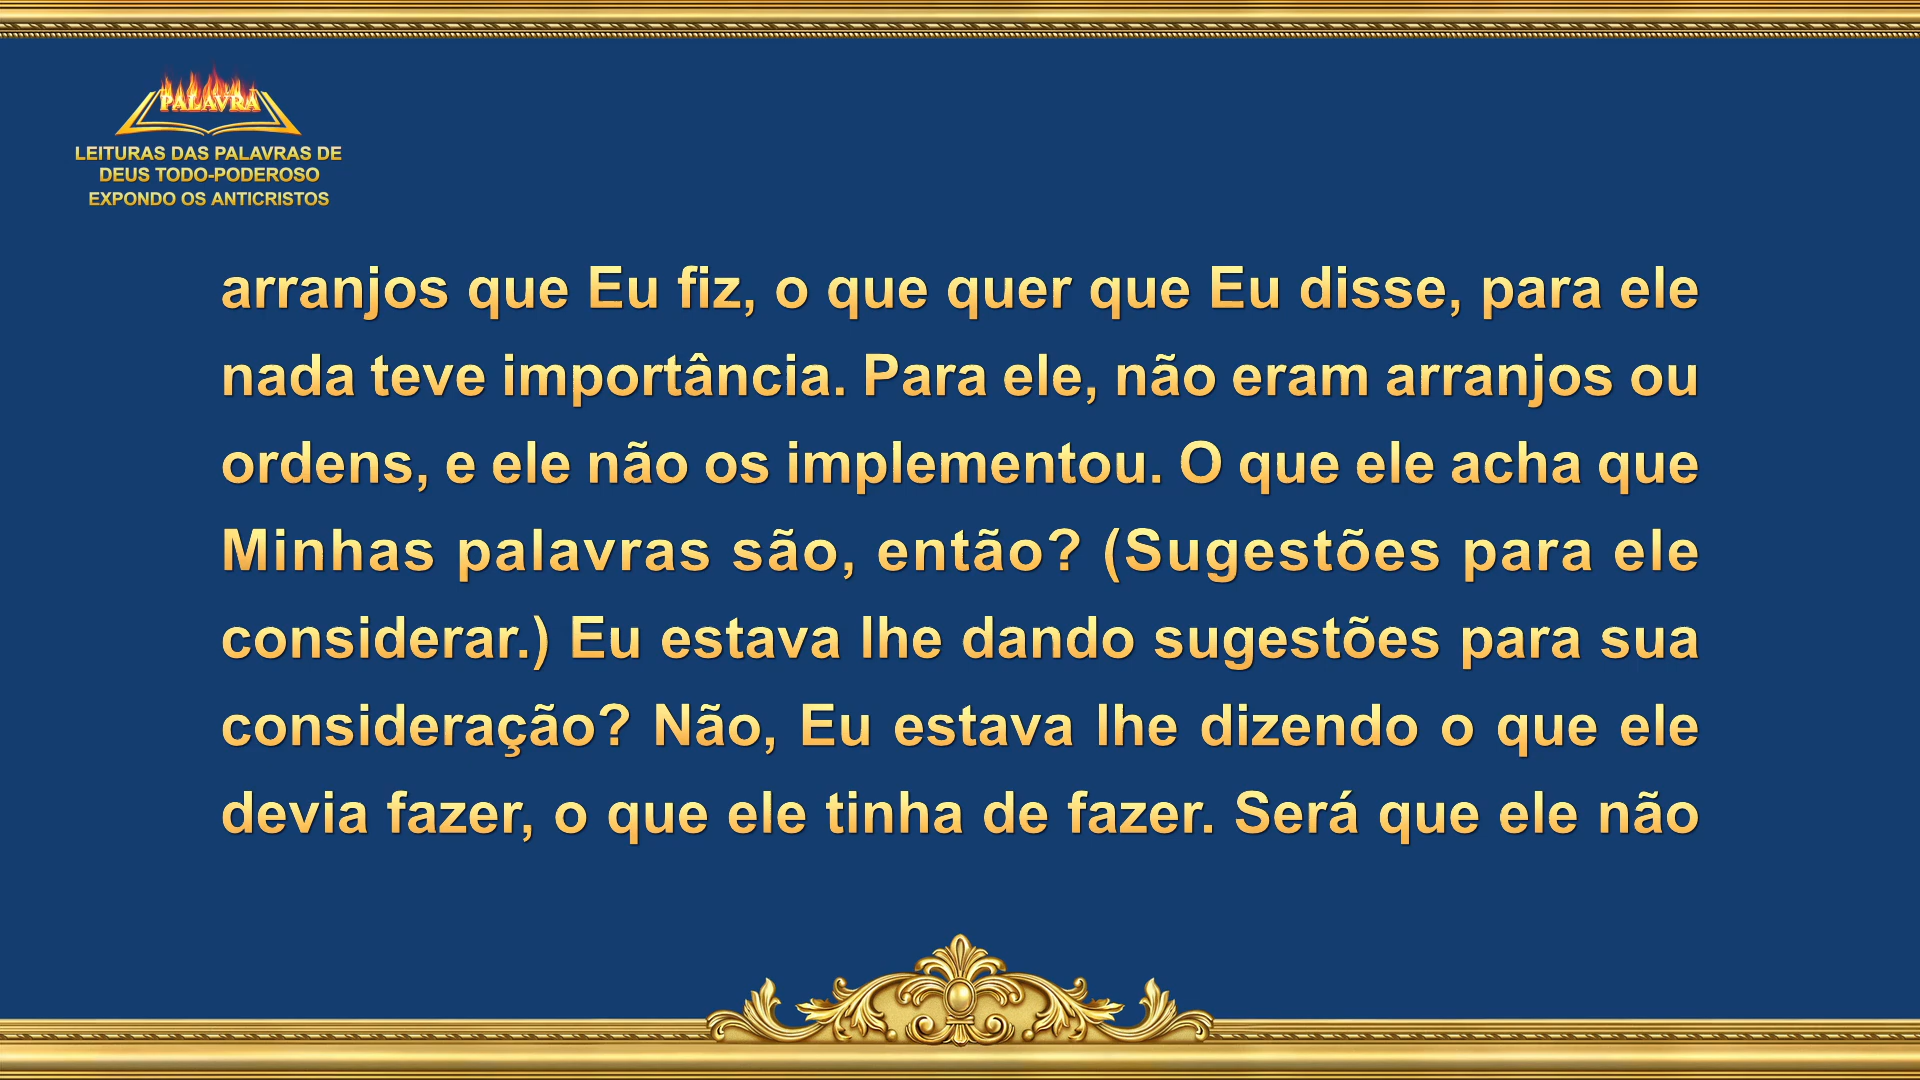 PALAVRA
LEITURAS DAS PALAVRAS DE
DEUS TODO-PODEROSO
EXPONDO OS ANTICRISTOS
arranjos que Eu fiz, o que quer que Eu disse, para ele
nada teve importância. Para ele, não eram arranjos ou
ordens, e ele não os implementou. O que ele acha que
Minhas palavras são, então? (Sugestões para ele
considerar.) Eu estava lhe dando sugestões para sua
consideração? Não, Eu estava lhe dizendo o que ele
devia fazer, o que ele tinha de fazer. Será que ele não